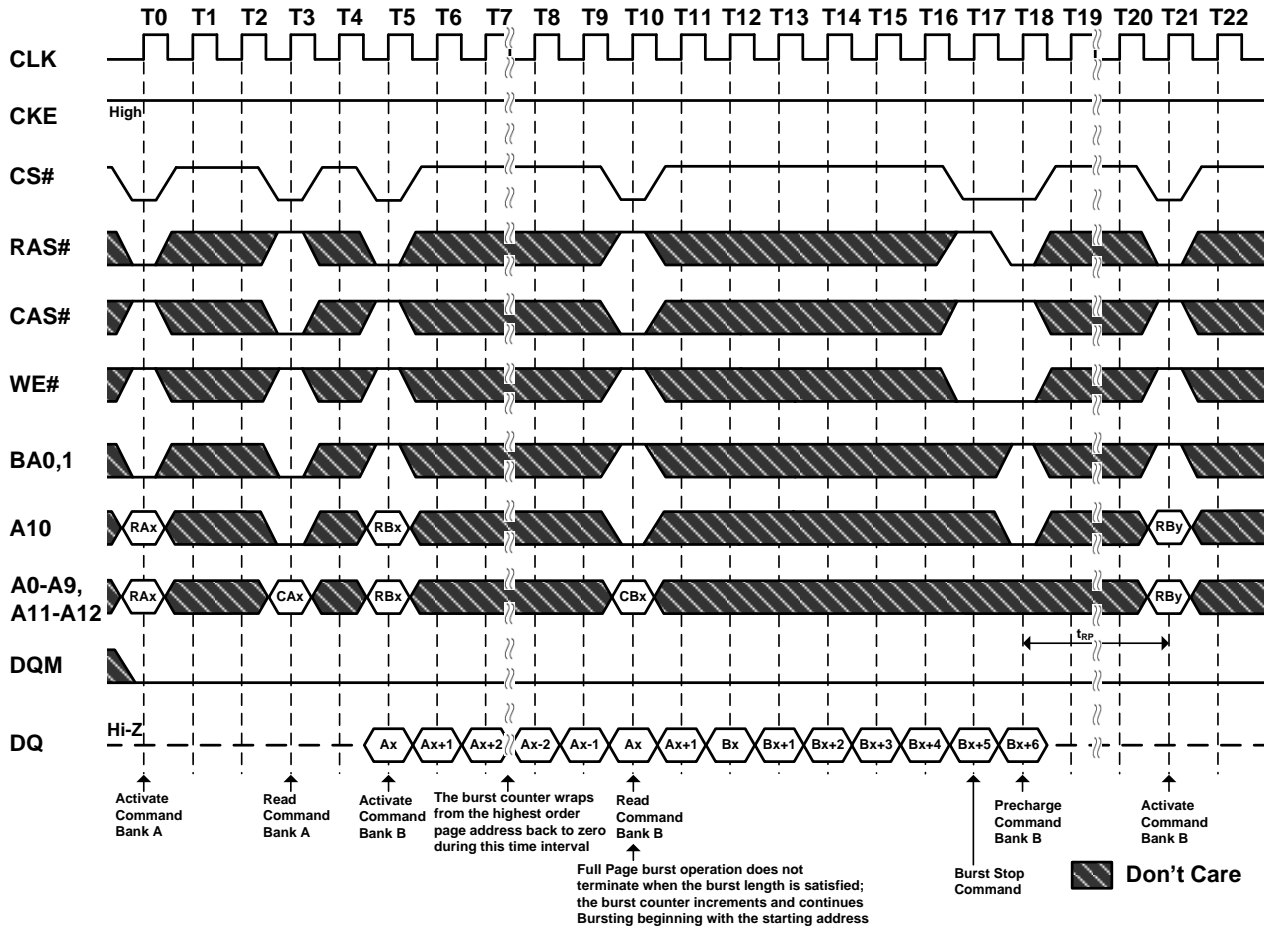 T0 T1 T2 T3 T4 T5 T6 T7 T8 T9 T10 T11 T12 T13 T14 T15 T16 T17 T18 T19 T20 T21 T22
CLK
CKE
High
CS#
RAS#
CAS#
WE#
BA0,1
A10
RAx RBx RBy
A0-A9,
A11-A12
RAx CAx RBx CBx RBy
tRP
DQM
DQ
Hi-Z
Ax Ax+1 Ax+2 Ax-2 Ax-1 Ax Ax+1 Bx Bx+1 Bx+2 Bx+3 Bx+4 Bx+5 Bx+6
Activate
Command
Bank A
Read
Command
Bank A
Activate
Command
Bank B
The burst counter wraps
from the highest order
page address back to zero
during this time interval
Read
Command
Bank B
Full Page burst operation does not
terminate when the burst length is satisfied;
the burst counter increments and continues
Bursting beginning with the starting address
Burst Stop
Command
Precharge
Command
Bank B
Activate
Command
Bank B
Don't Care